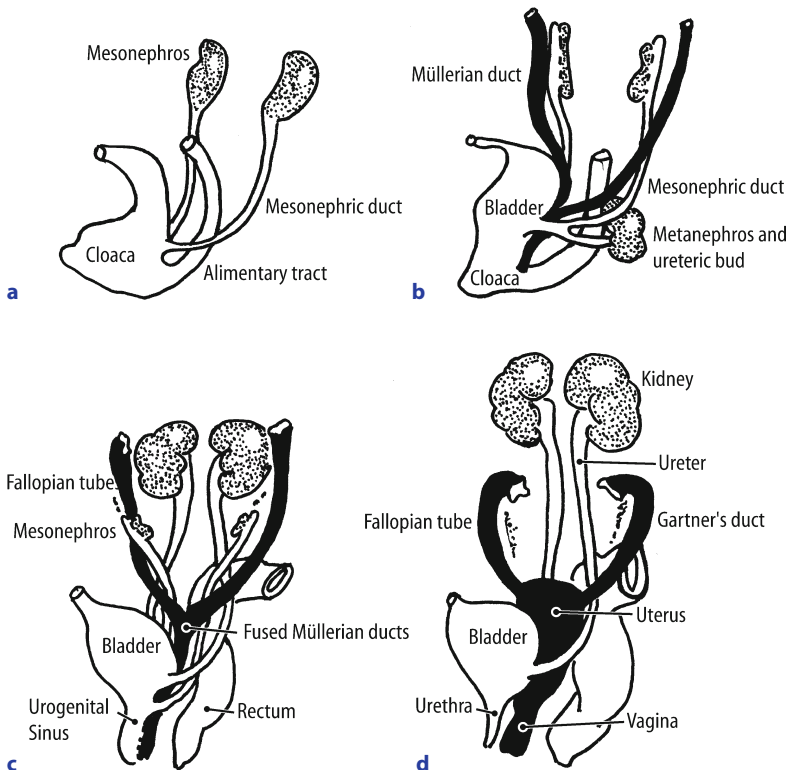 Mesonephros
Mesonephric duct
Cloaca
Alimentary tract
a
Müllerian duct
Bladder
Mesonephric duct
Metanephros and
ureteric bud
Cloaca
b
Fallopian tubes
Mesonephros
Bladder
Fused Müllerian ducts
Urogenital
Sinus
Rectum
c
Kidney
Ureter
Fallopian tube
Gartner's duct
Uterus
Bladder
Urethra
Vagina
d